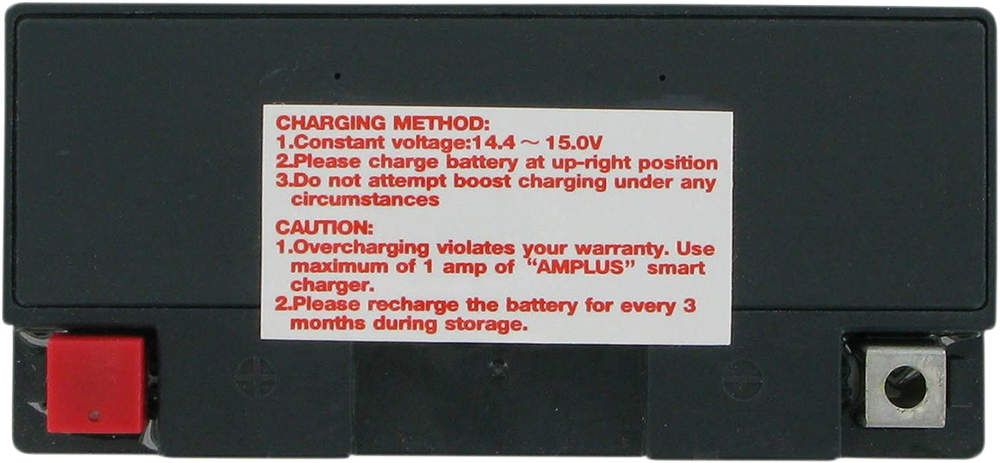 CHARGING METHOD:
1.Constant voltage:14.4 ~ 15.0V
2.Please charge battery at up-right position
3.Do not attempt boost charging under any
circumstances
CAUTION:
1.Overcharging violates your warranty. Use
maximum of 1 amp of “AMPLUS” smart
charger.
2.Please recharge the battery for every 3
months during storage.